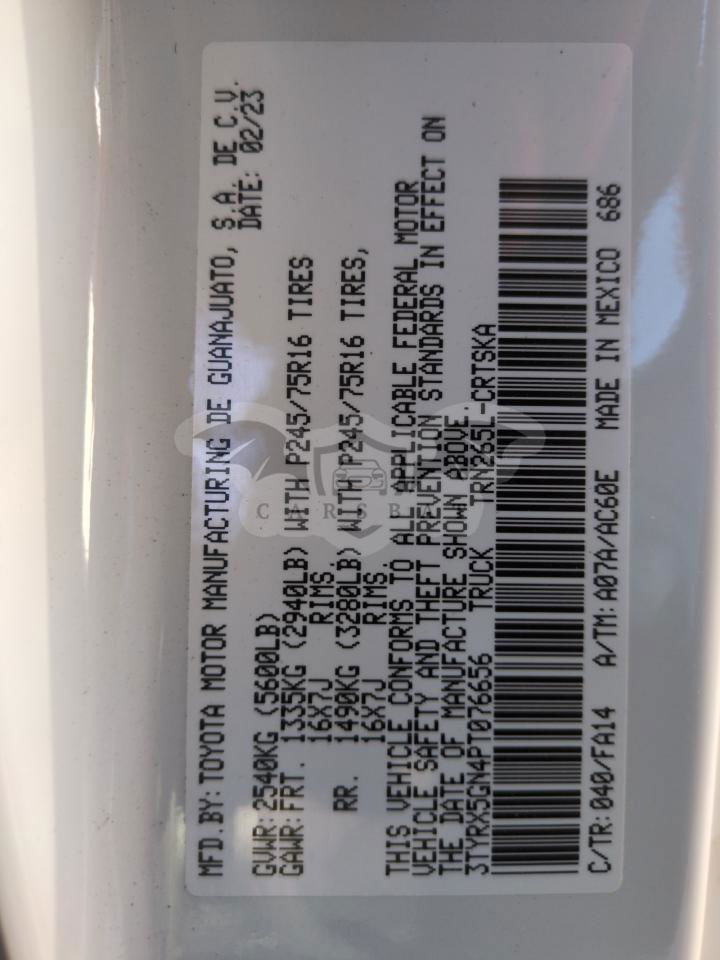 MFD.BY:TOYOTA MOTOR MANUFACTURING DE GUANAJUATO, S.A. DE C.V.
DATE: 02/23
GVWR:2540KG (5600LB)
GAWR:FRT. 1335KG (2940LB) WITH P245/75R16 TIRES
16X7J RIMS.
RR. 1490KG (3280LB) WITH P245/75R16 TIRES,
16X7J RIMS.
THIS VEHICLE CONFORMS TO ALL APPLICABLE FEDERAL MOTOR
VEHICLE SAFETY AND THEFT PREVENTION STANDARDS IN EFFECT ON
THE DATE OF MANUFACTURE SHOWN ABOVE.
3TYRX5GN4PT076656 TRUCK TRN265L-CRTSKA
C/TR:040/FA14 A/TM:A07A/AC60E MADE IN MEXICO 686